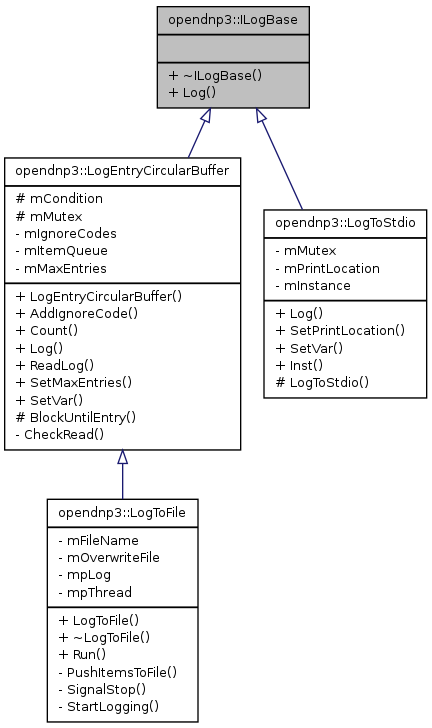 opendnp3::ILogBase
+ ~ILogBase()
+ Log()
opendnp3::LogEntryCircularBuffer
# mCondition
# mMutex
- mIgnoreCodes
- mItemQueue
- mMaxEntries
+ LogEntryCircularBuffer()
+ AddIgnoreCode()
+ Count()
+ Log()
+ ReadLog()
+ SetMaxEntries()
+ SetVar()
# BlockUntilEntry()
- CheckRead()
opendnp3::LogToStdio
- mMutex
- mPrintLocation
- mInstance
+ Log()
+ SetPrintLocation()
+ SetVar()
+ Inst()
# LogToStdio()
opendnp3::LogToFile
- mFileName
- mOverwriteFile
- mpLog
- mpThread
+ LogToFile()
+ ~LogToFile()
+ Run()
- PushItemsToFile()
- SignalStop()
- StartLogging()